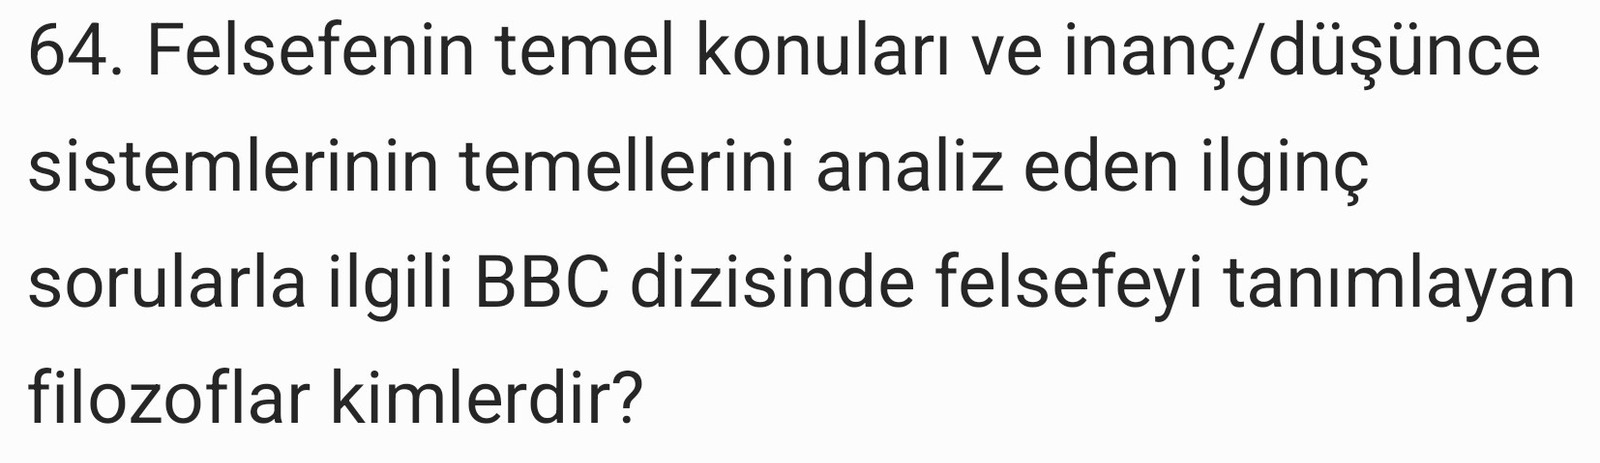 64. Felsefenin temel konuları ve inanç/düşünce
sistemlerinin temellerini analiz eden ilginç
sorularla ilgili BBC dizisinde felsefeyi tanımlayan
filozoflar kimlerdir?